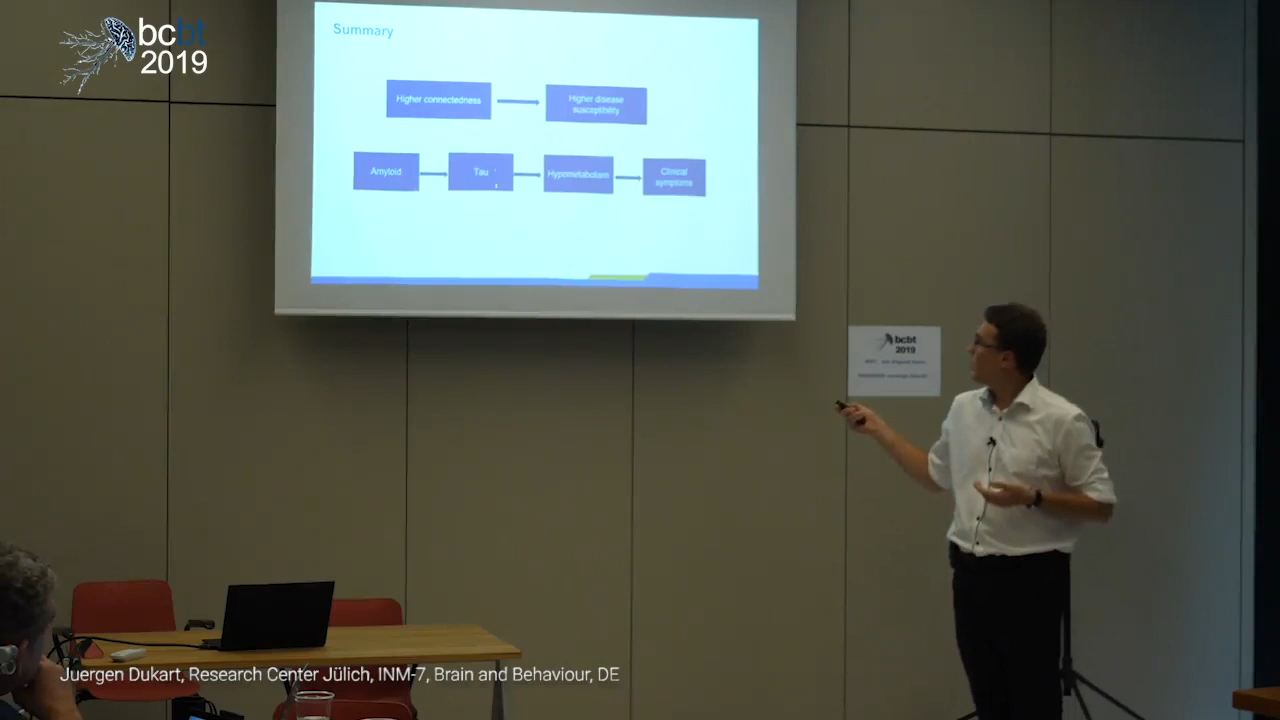 bcbt
2019
Summary
Higher connectedness
Higher disease
susceptibility
Amyloid
Tau
Hypometabolism
Clinical
symptoms
bcbt
2019
Juergen Dukart, Research Center Jülich, INM-7, Brain and Behaviour, DE